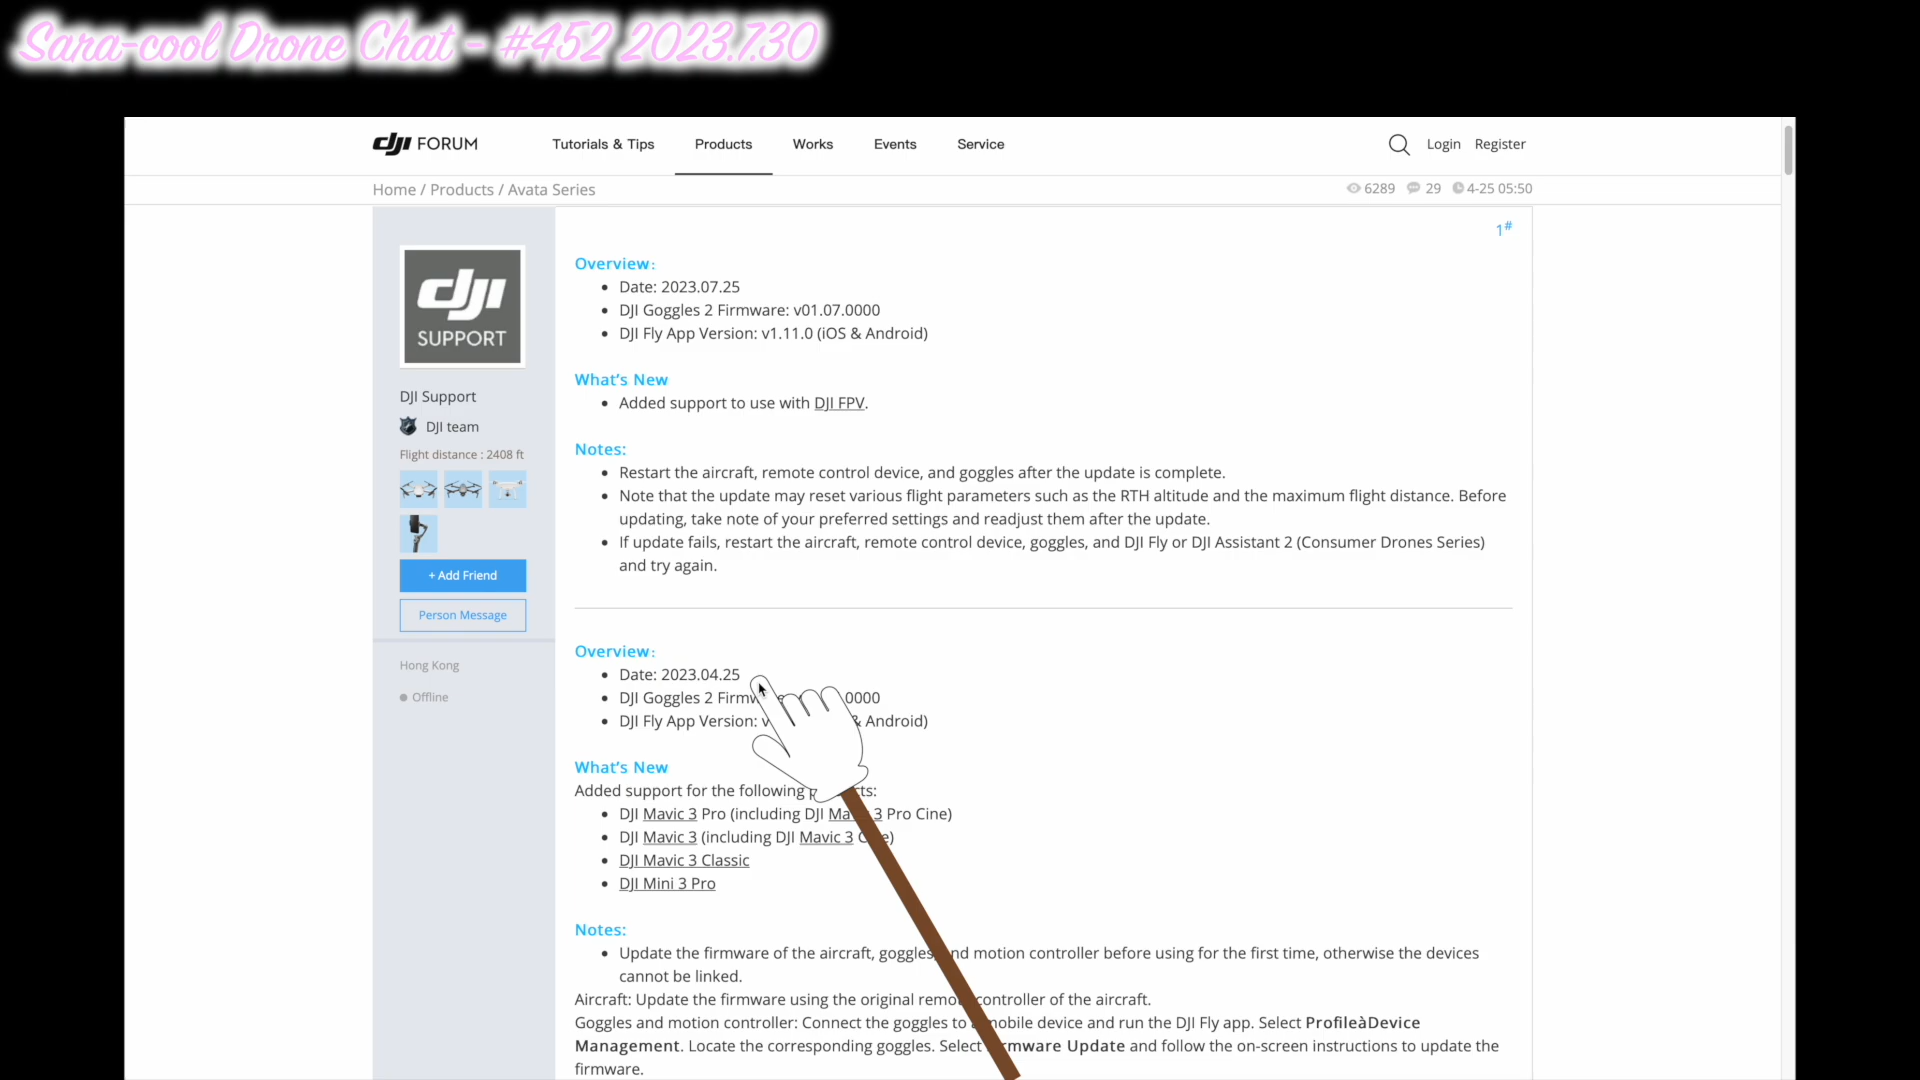 Sara-cool Drone Chat - #452 2023.7.30
dji FORUM
Tutorials & Tips
Products
Works
Events
Service
Login
Register
Home / Products / Avata Series
6289
29
4-25 05:50
1#
dji
SUPPORT
DJI Support
DJI team
Flight distance : 2408 ft
+ Add Friend
Person Message
Hong Kong
Offline
Overview:
Date: 2023.07.25
DJI Goggles 2 Firmware: v01.07.0000
DJI Fly App Version: v1.11.0 (iOS & Android)
What's New
Added support to use with DJI FPV.
Notes:
Restart the aircraft, remote control device, and goggles after the update is complete.
Note that the update may reset various flight parameters such as the RTH altitude and the maximum flight distance. Before
updating, take note of your preferred settings and readjust them after the update.
If update fails, restart the aircraft, remote control device, goggles, and DJI Fly or DJI Assistant 2 (Consumer Drones Series)
and try again.
Overview:
Date: 2023.04.25
DJI Goggles 2 0000
DJI Fly App Version: & Android)
What's New
Added support for the following
DJI Mavic 3 Pro (including DJI 3 Pro Cine)
DJI Mavic 3 (including DJI Mavic 3
DJI Mavic 3 Classic
DJI Mini 3 Pro
Notes:
Update the firmware of the aircraft, goggles, and motion controller before using for the first time, otherwise the devices
cannot be linked.
Aircraft: Update the firmware using the original remote controller of the aircraft.
Goggles and motion controller: Connect the goggles to a mobile device and run the DJI Fly app. Select ProfileàDevice
Management. Locate the corresponding goggles. Select Firmware Update and follow the on-screen instructions to update the
firmware.